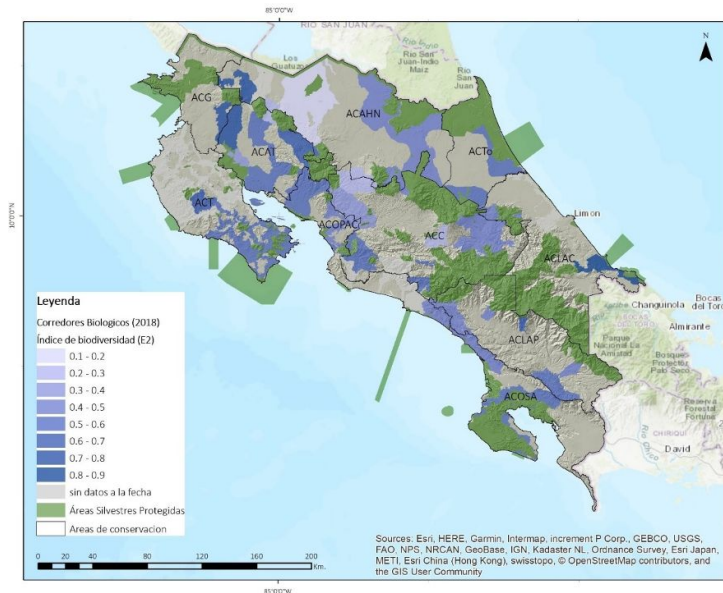 85°0'0"W
RIO SAN JUAN
Los Guatuzos
Rio San Juan-Indio Maiz
Rio San Juan
N
ACG
ACAHN
ACTo
ACAT
10°0'0"N
ACT
ACOPAC
ACC
Limón
ACLAC
Changuinola
Bocas del Toro
Almirante
Parque Nacional La Amistad
Bosque Protector Palo Seco
ACLAP
ACOSA
Reserva Forestal Fortuna
CHIRIQUÍ
David
Leyenda
Corredores Biologicos (2018)
Índice de biodiversidad (E2)
0.1 - 0.2
0.2 - 0.3
0.3 - 0.4
0.4 - 0.5
0.5 - 0.6
0.6 - 0.7
0.7 - 0.8
0.8 - 0.9
sin datos a la fecha
Áreas Silvestres Protegidas
Areas de conservacion
0 20 40 80 120 160 200
Km.
Sources: Esri, HERE, Garmin, Intermap, increment P Corp., GEBCO, USGS,
FAO, NPS, NRCAN, GeoBase, IGN, Kadaster NL, Ordnance Survey, Esri Japan,
METI, Esri China (Hong Kong), swisstopo, © OpenStreetMap contributors, and
the GIS User Community
85°0'0"W